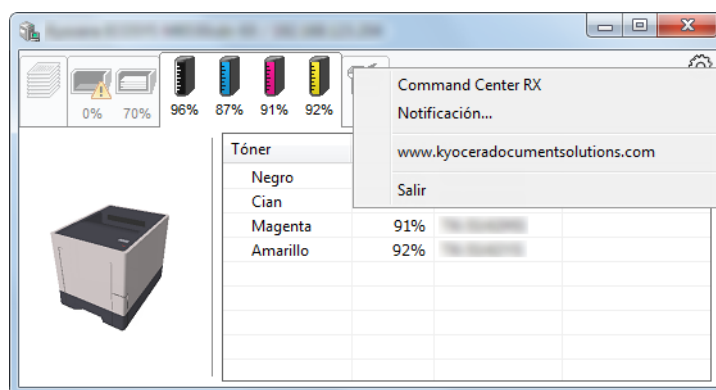 0% 70% 96% 87% 91% 92%
Command Center RX
Notificación...
www.kyoceradocumentsolutions.com
Salir
Tóner
Negro
Cian
Magenta 91%
Amarillo 92%